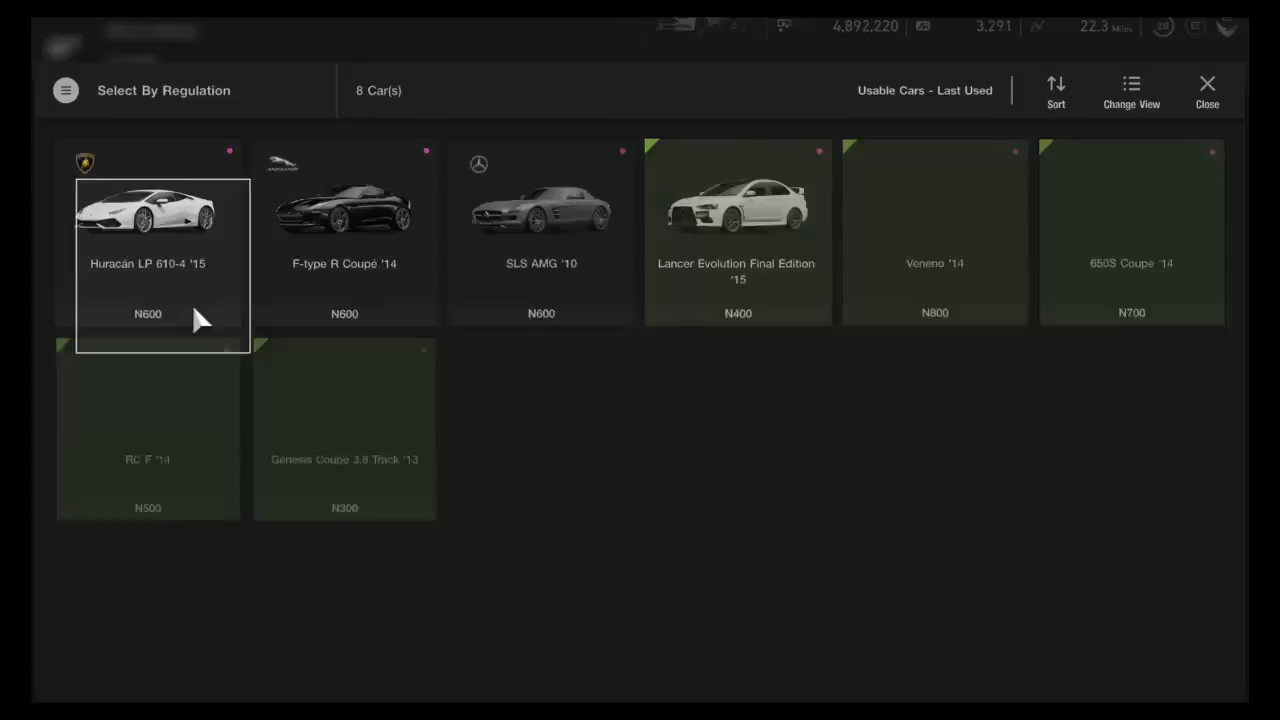 4,892,220
3,291
22.3 Miles
20
E
Select By Regulation
8 Car(s)
Usable Cars - Last Used
Sort
Change View
Close
JAGUAR
Huracán LP 610-4 '15
F-type R Coupé '14
SLS AMG '10
Lancer Evolution Final Edition
'15
Veneno '14
650S Coupe '14
N600
N600
N600
N400
N800
N700
RC F '14
Genesis Coupe 3.8 Track '13
N500
N300